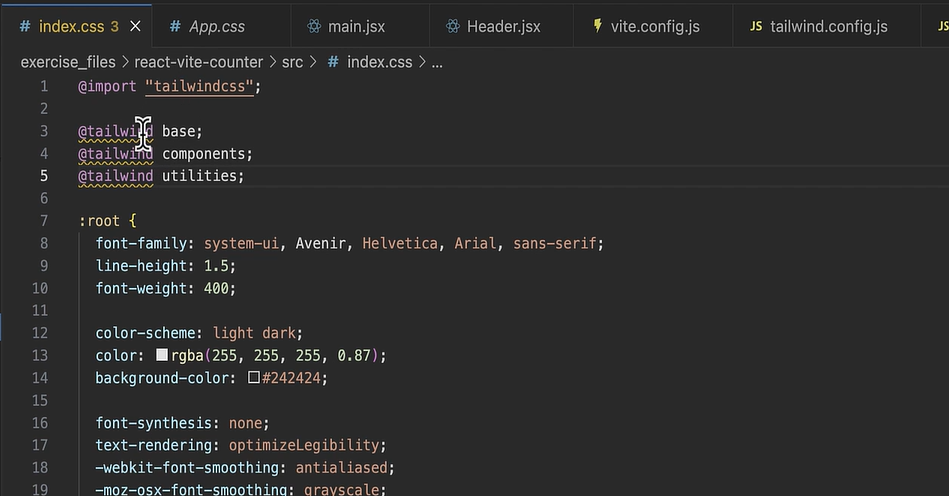 # index.css 3 × # App.css main.jsx Header.jsx vite.config.js JS tailwind.config.js JS
exercise_files > react-vite-counter > src > # index.css > ...
1 @import "tailwindcss";
2
3 @tailwind base;
4 @tailwind components;
5 @tailwind utilities;
6
7 :root {
8 font-family: system-ui, Avenir, Helvetica, Arial, sans-serif;
9 line-height: 1.5;
10 font-weight: 400;
11
12 color-scheme: light dark;
13 color: rgba(255, 255, 255, 0.87);
14 background-color: #242424;
15
16 font-synthesis: none;
17 text-rendering: optimizeLegibility;
18 -webkit-font-smoothing: antialiased;
19 -moz-osx-font-smoothing: grayscale;